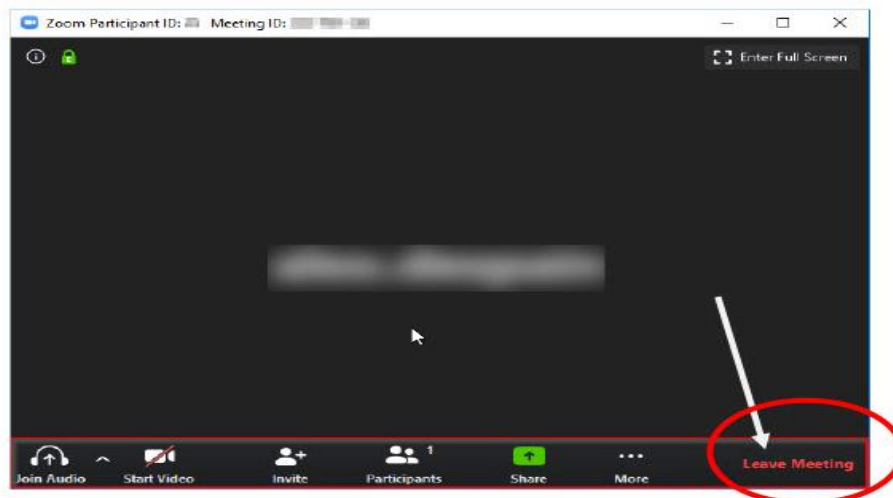 Zoom Participant ID: Meeting ID:
Enter Full Screen
1
Join Audio Start Video Invite Participants Share More Leave Meeting